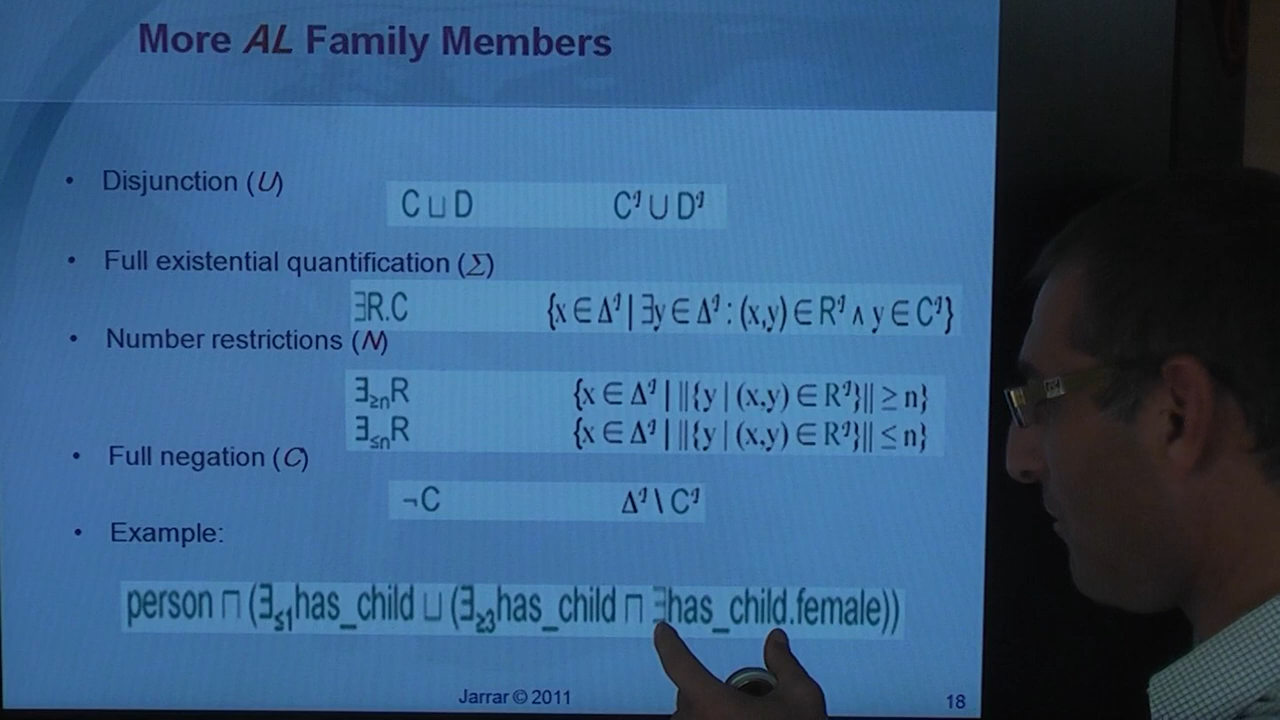 More AL Family Members
• Disjunction (U)
C ⊔ D    Cᴵ ∪ Dᴵ
• Full existential quantification (Σ)
∃R.C    {x ∈ Δᴵ | ∃y ∈ Δᴵ : (x,y) ∈ Rᴵ ∧ y ∈ Cᴵ}
• Number restrictions (N)
∃≥nR    {x ∈ Δᴵ | ||{y | (x,y) ∈ Rᴵ}|| ≥ n}
∃≤nR    {x ∈ Δᴵ | ||{y | (x,y) ∈ Rᴵ}|| ≤ n}
• Full negation (C)
¬C    Δᴵ \ Cᴵ
• Example:
person ⊓ (∃≤1has_child ⊔ (∃≥3has_child ⊓ ∃has_child.female))
Jarrar © 2011    18